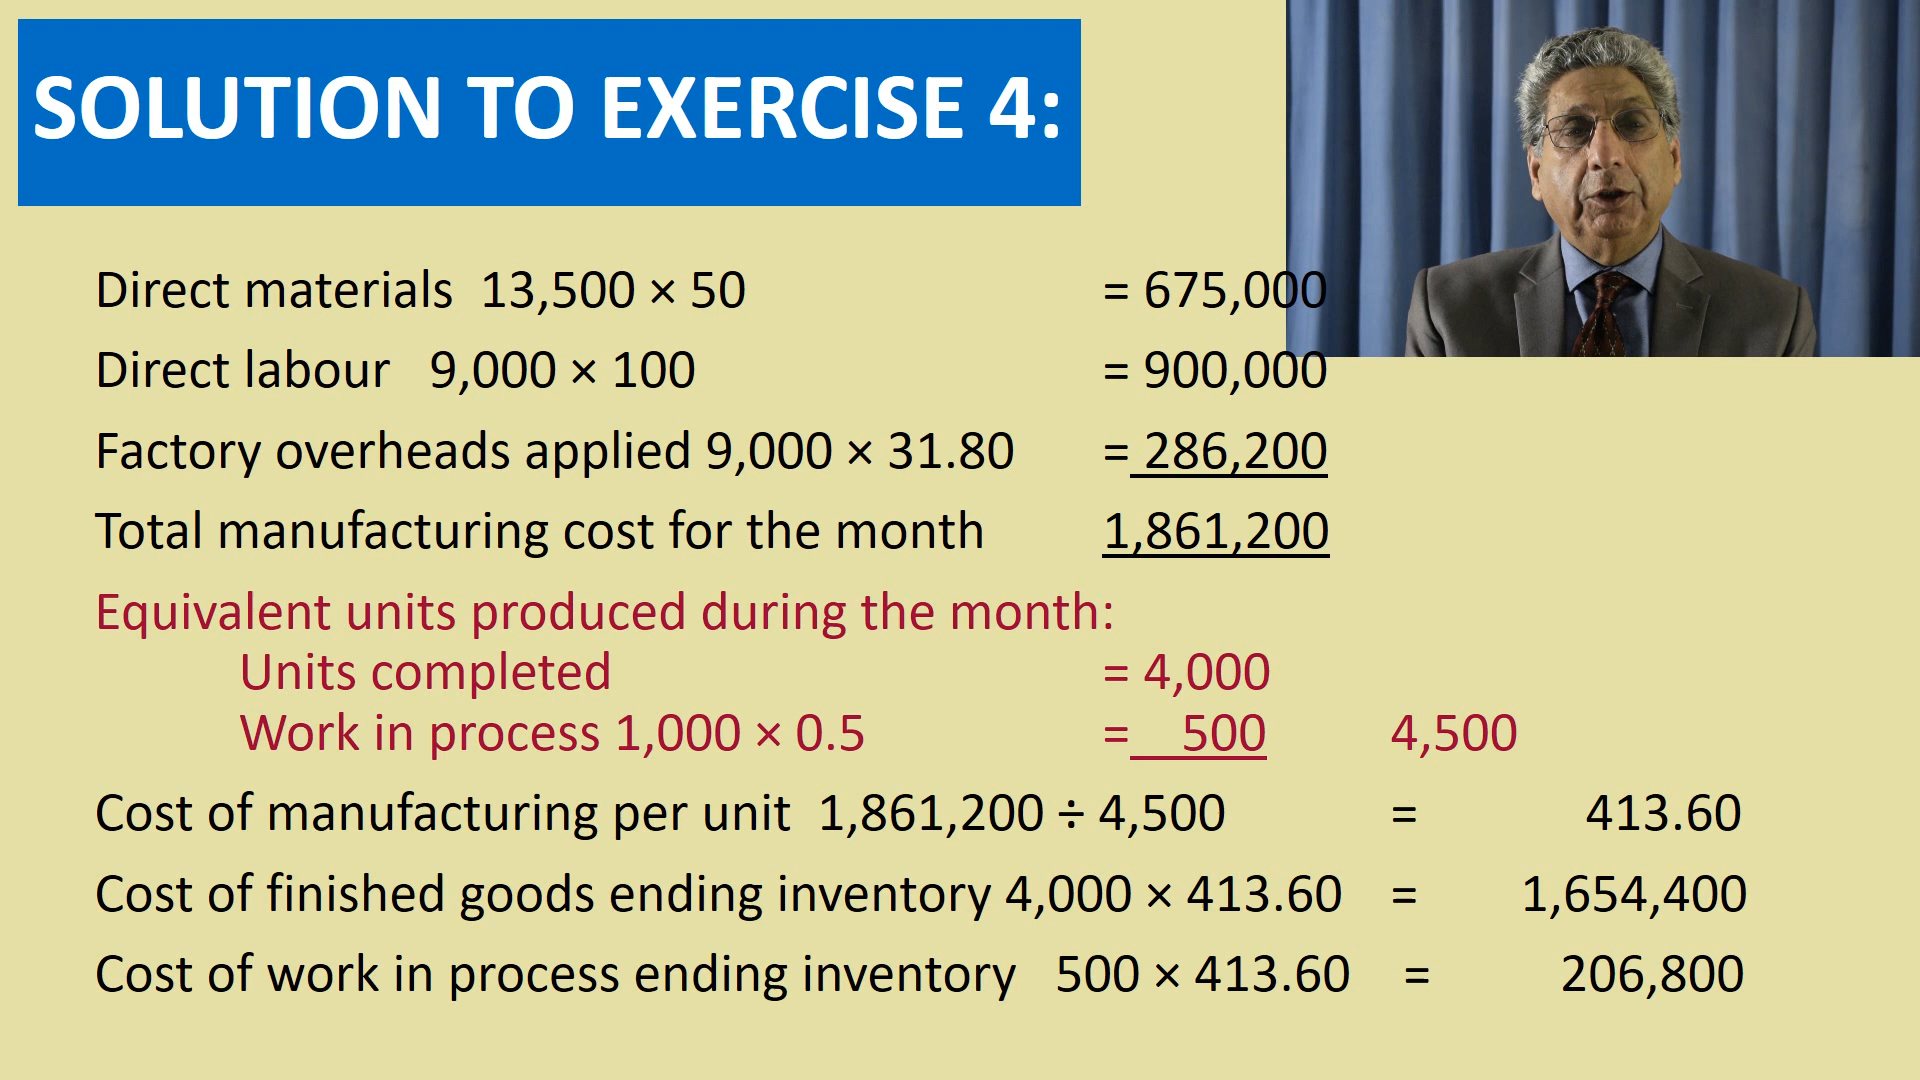 SOLUTION TO EXERCISE 4:
Direct materials 13,500 × 50 = 675,000
Direct labour 9,000 × 100 = 900,000
Factory overheads applied 9,000 × 31.80 = 286,200
Total manufacturing cost for the month 1,861,200
Equivalent units produced during the month:
Units completed = 4,000
Work in process 1,000 × 0.5 = 500 4,500
Cost of manufacturing per unit 1,861,200 ÷ 4,500 = 413.60
Cost of finished goods ending inventory 4,000 × 413.60 = 1,654,400
Cost of work in process ending inventory 500 × 413.60 = 206,800